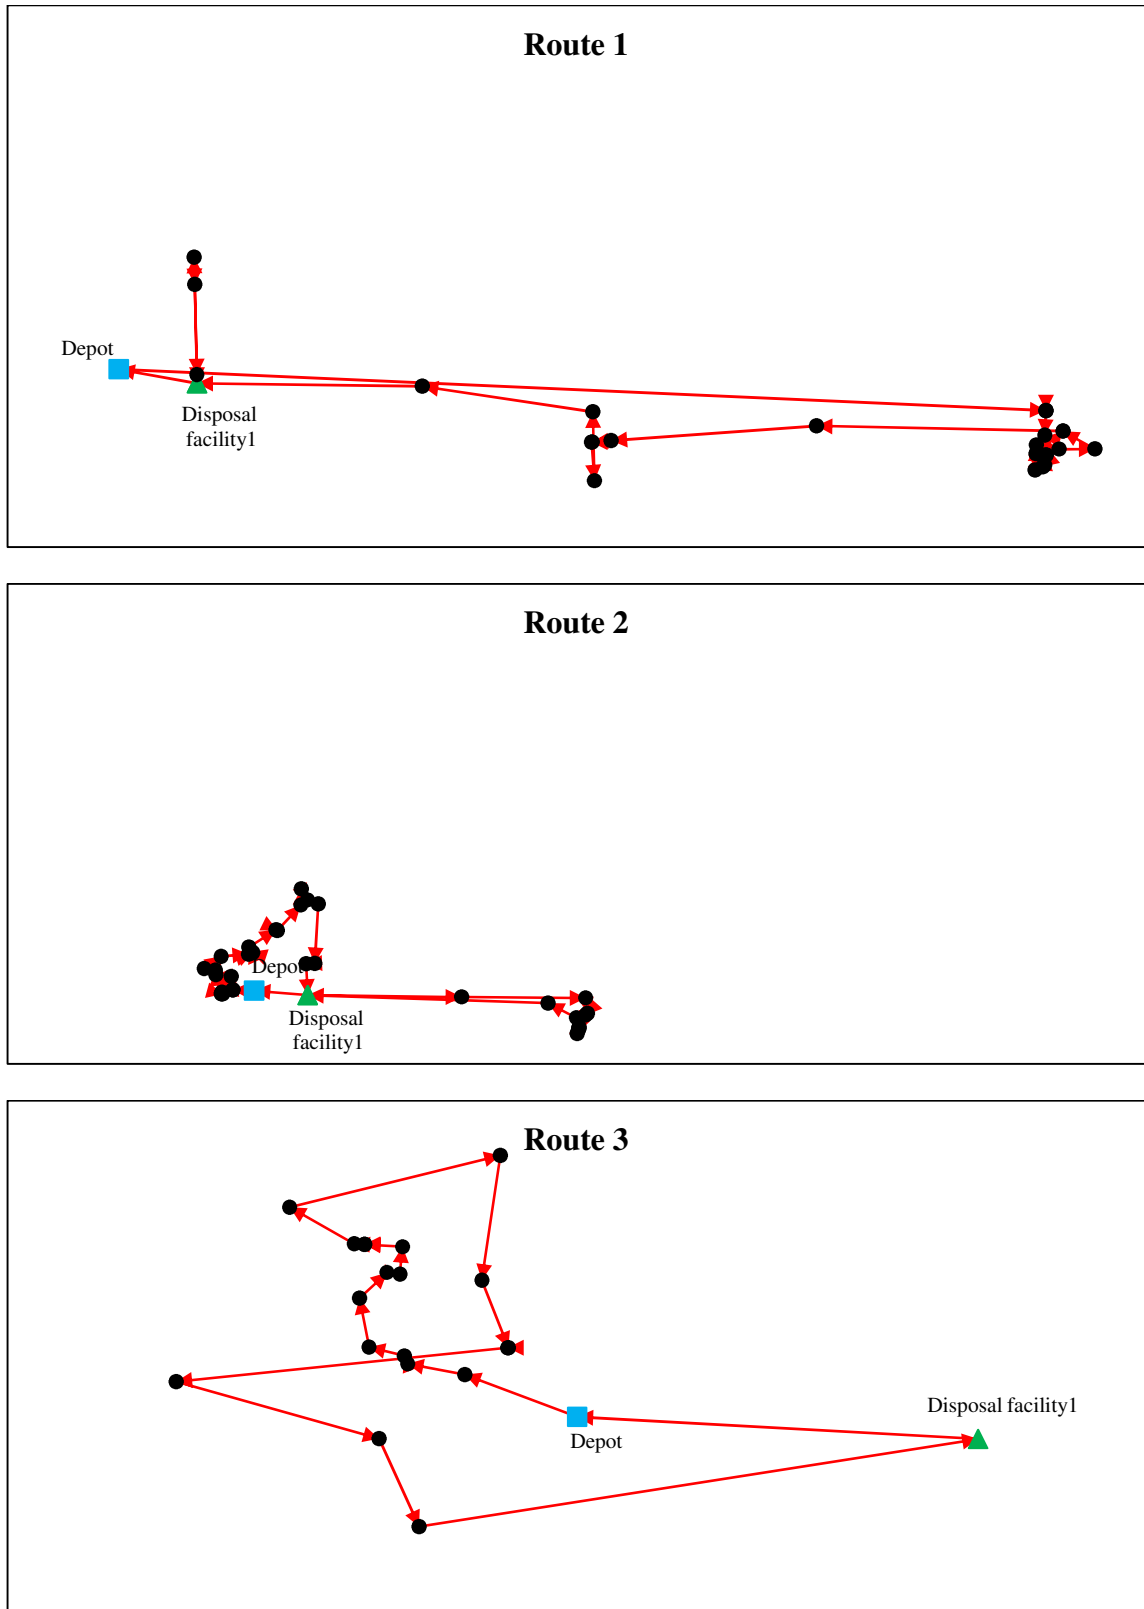 Route 1
Depot
Disposal
facility1
Route 2
Depot
Disposal
facility1
Route 3
Disposal facility1
Depot